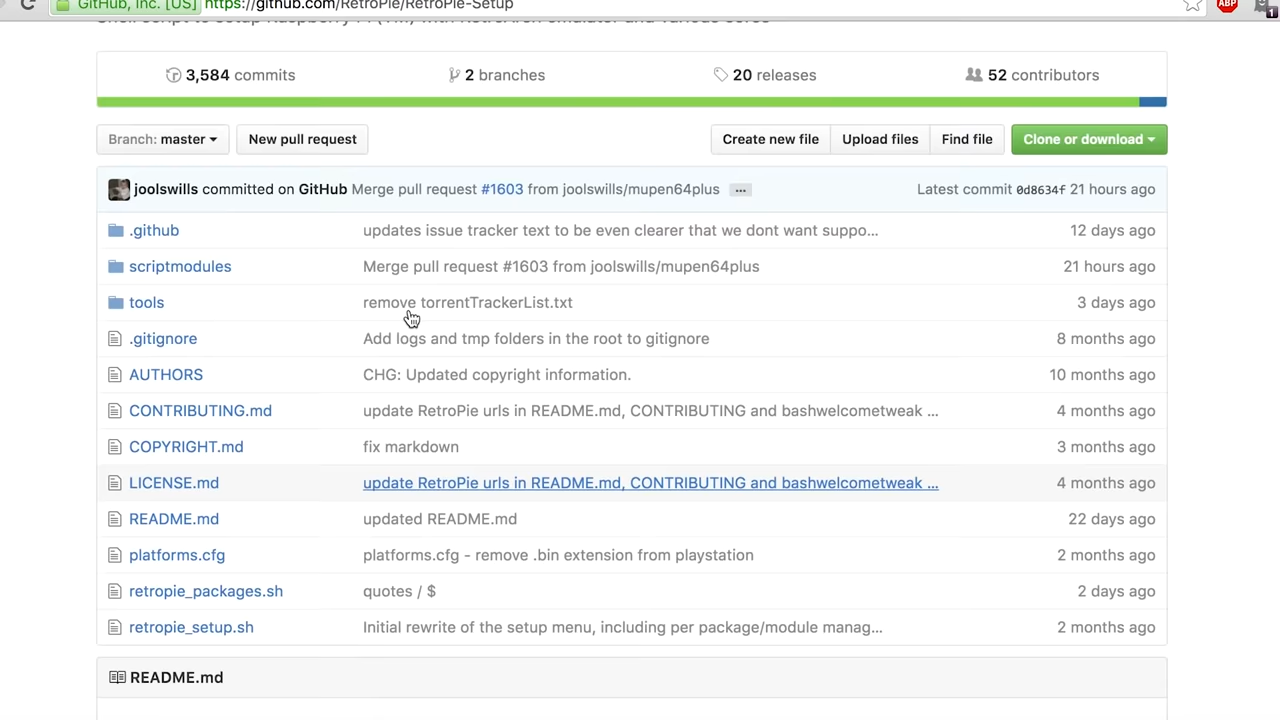 GitHub, Inc. [US] https://github.com/RetroPie/RetroPie-Setup
ABP 1
3,584 commits 2 branches 20 releases 52 contributors
Branch: master New pull request Create new file Upload files Find file Clone or download
joolswills committed on GitHub Merge pull request #1603 from joolswills/mupen64plus ... Latest commit 0d8634f 21 hours ago
.github updates issue tracker text to be even clearer that we dont want suppo... 12 days ago
scriptmodules Merge pull request #1603 from joolswills/mupen64plus 21 hours ago
tools remove torrentTrackerList.txt 3 days ago
.gitignore Add logs and tmp folders in the root to gitignore 8 months ago
AUTHORS CHG: Updated copyright information. 10 months ago
CONTRIBUTING.md update RetroPie urls in README.md, CONTRIBUTING and bashwelcometweak ... 4 months ago
COPYRIGHT.md fix markdown 3 months ago
LICENSE.md update RetroPie urls in README.md, CONTRIBUTING and bashwelcometweak ... 4 months ago
README.md updated README.md 22 days ago
platforms.cfg platforms.cfg - remove .bin extension from playstation 2 months ago
retropie_packages.sh quotes / $ 2 days ago
retropie_setup.sh Initial rewrite of the setup menu, including per package/module manag... 2 months ago
README.md